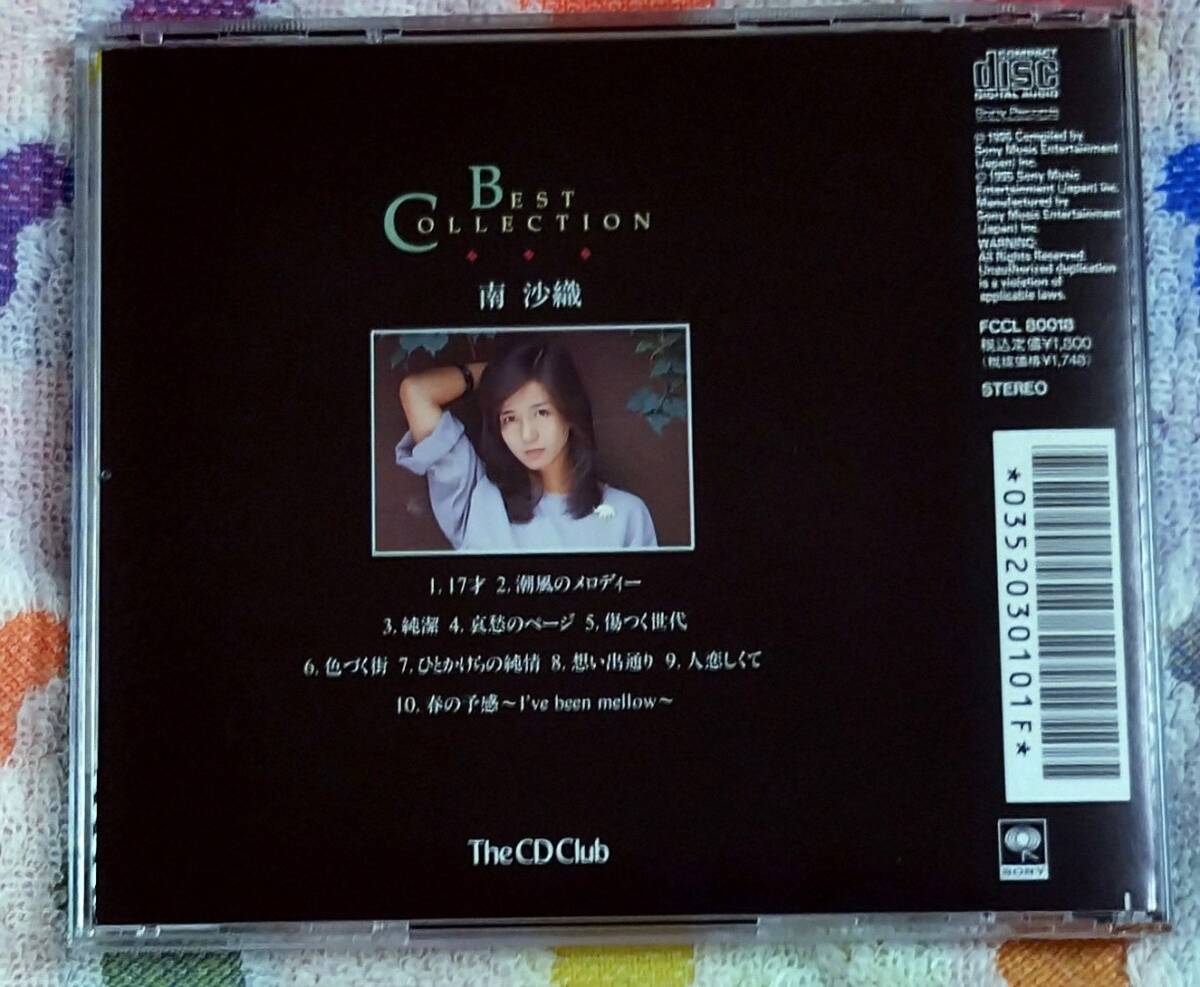 BEST
COLLECTION
南 沙織
1. 17才 2. 潮風のメロディー
3. 純潔 4. 哀愁のページ 5. 傷つく世代
6. 色づく街 7. ひとかけらの純情 8. 想い出通り 9. 人恋しくて
10. 春の予感〜I've been mellow〜
The CD Club
COMPACT
disc
DIGITAL AUDIO
Sony Records
Ⓟ 1995 Compiled by
Sony Music Entertainment
(Japan) Inc.
© 1995 Sony Music
Entertainment (Japan) Inc.
Manufactured by
Sony Music Entertainment
(Japan) Inc.
WARNING:
All Rights Reserved.
Unauthorized duplication
is a violation of
applicable laws.
FCCL 80018
税込定価¥1,800
(税抜価格¥1,748)
STEREO
*0352030101F*
SONY